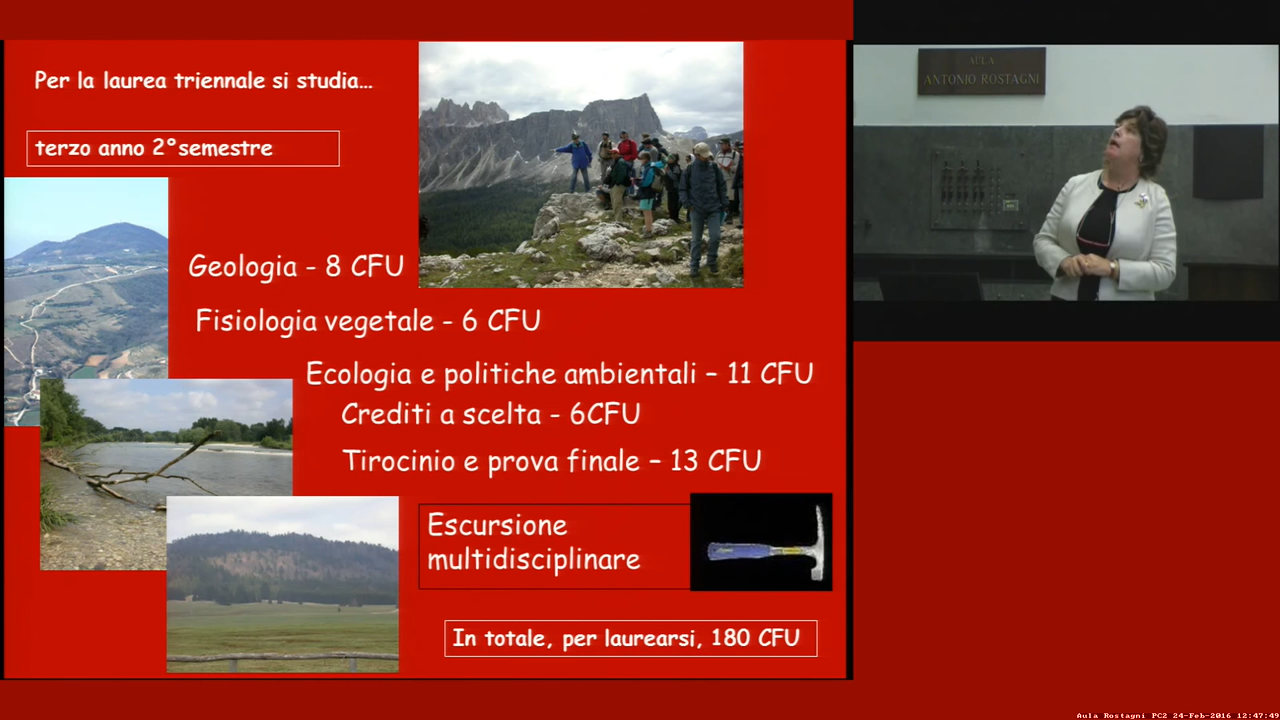 Per la laurea triennale si studia...
terzo anno 2°semestre
Geologia - 8 CFU
Fisiologia vegetale - 6 CFU
Ecologia e politiche ambientali – 11 CFU
Crediti a scelta - 6CFU
Tirocinio e prova finale – 13 CFU
Escursione
multidisciplinare
In totale, per laurearsi, 180 CFU
AULA
ANTONIO ROSTAGNI
Aula Rostagni PC2 24-Feb-2016 12:47:49